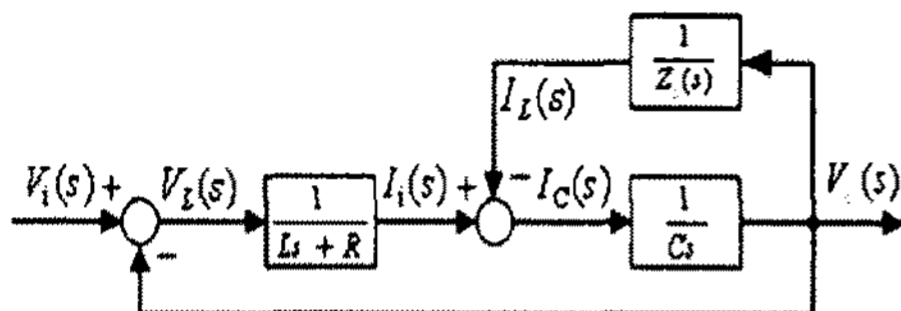 1
Z (s)
I_L(s)
V_i(s) + V_L(s) 1 I_i(s) + - I_C(s) 1 V (s)
- Ls + R Cs